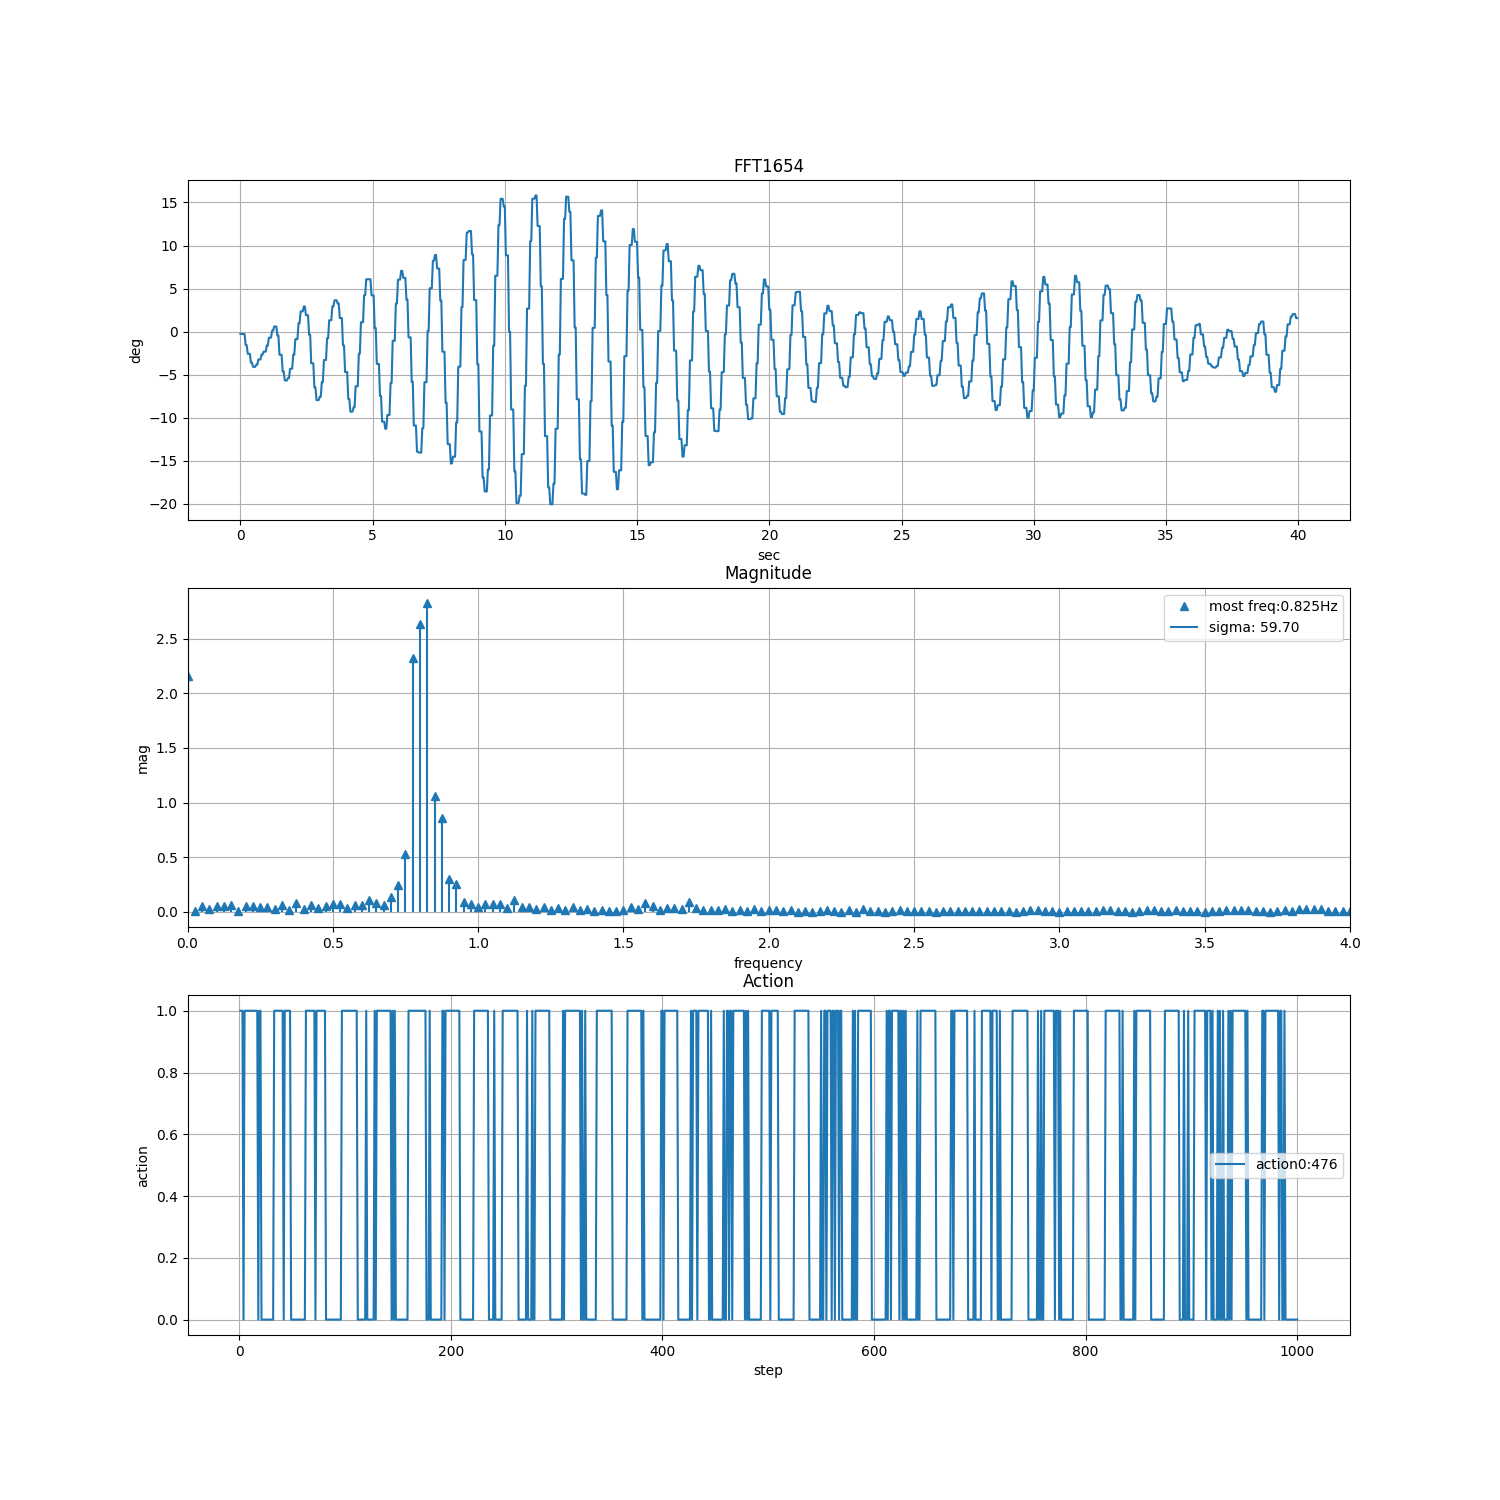 FFT1654
15
10
5
0
−5
−10
−15
−20
deg
0 5 10 15 20 25 30 35 40
sec
Magnitude
most freq:0.825Hz
sigma: 59.70
2.5
2.0
1.5
1.0
0.5
0.0
mag
0.0 0.5 1.0 1.5 2.0 2.5 3.0 3.5 4.0
frequency
Action
1.0
0.8
0.6
0.4
0.2
0.0
action
action0:476
0 200 400 600 800 1000
step